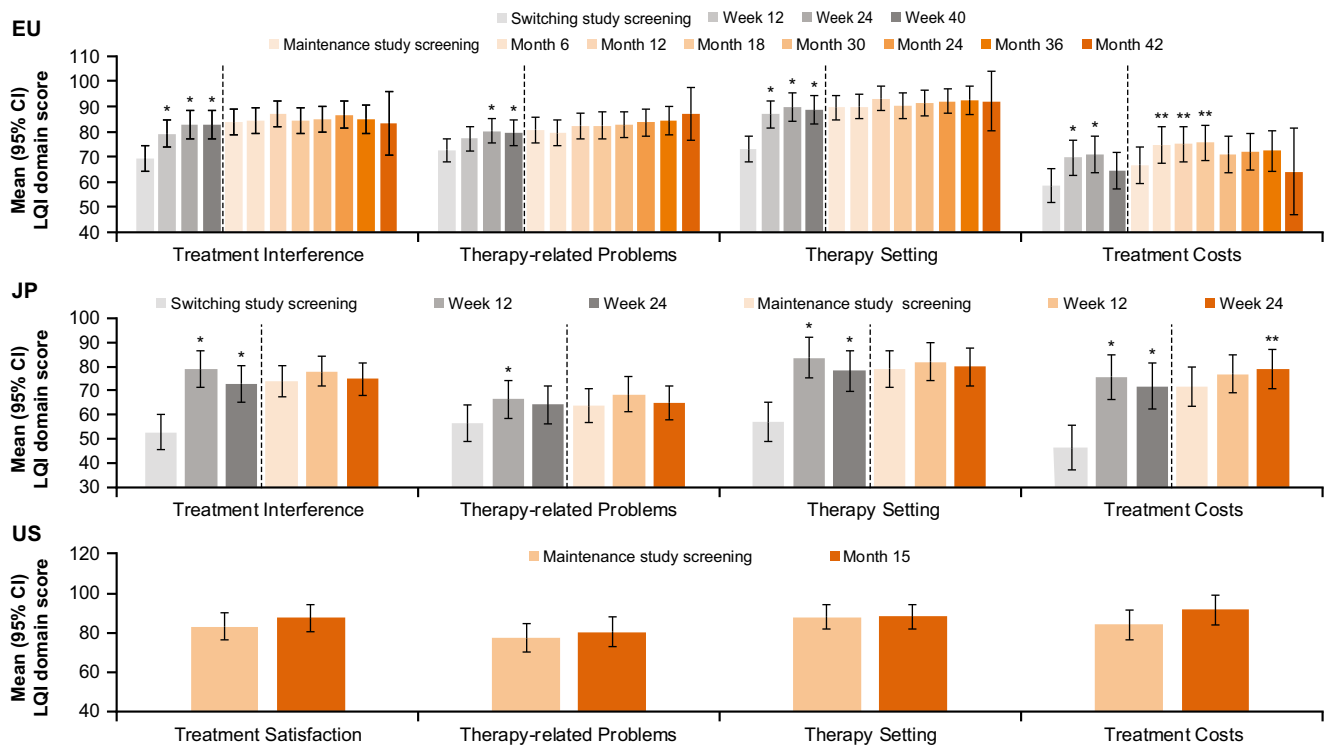 Switching study screening Week 12 Week 24 Week 40
EU
Maintenance study screening Month 6 Month 12 Month 18 Month 30 Month 24 Month 36 Month 42
Mean (95% CI)
LQI domain score
110
100
90
80
70
60
50
40
* * * * * * * * * * ** ** **
Treatment Interference Therapy-related Problems Therapy Setting Treatment Costs
JP
Switching study screening Week 12 Week 24 Maintenance study screening Week 12 Week 24
Mean (95% CI)
LQI domain score
100
90
80
70
60
50
40
30
* * * * * * * **
Treatment Interference Therapy-related Problems Therapy Setting Treatment Costs
US
Maintenance study screening Month 15
Mean (95% CI)
LQI domain score
120
100
80
60
40
Treatment Satisfaction Therapy-related Problems Therapy Setting Treatment Costs